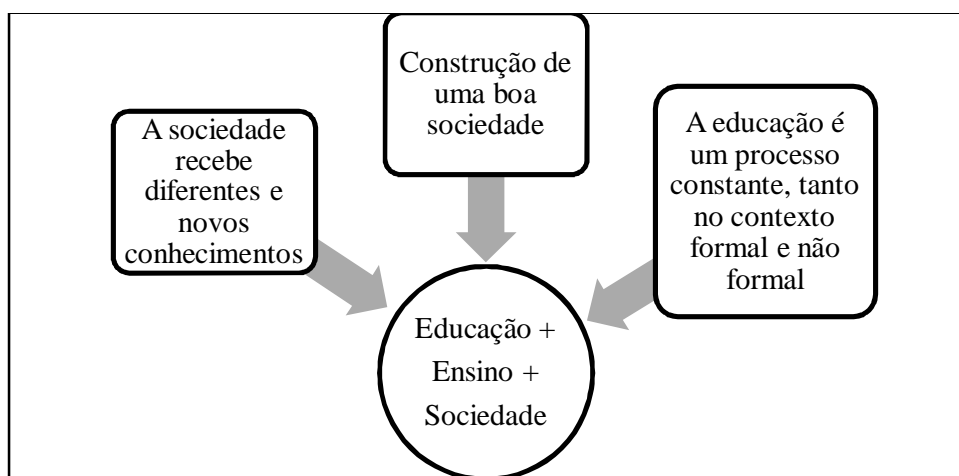 A sociedade
recebe
diferentes e
novos
conhecimentos
Construção de
uma boa
sociedade
A educação é
um processo
constante, tanto
no contexto
formal e não
formal
Educação +
Ensino +
Sociedade